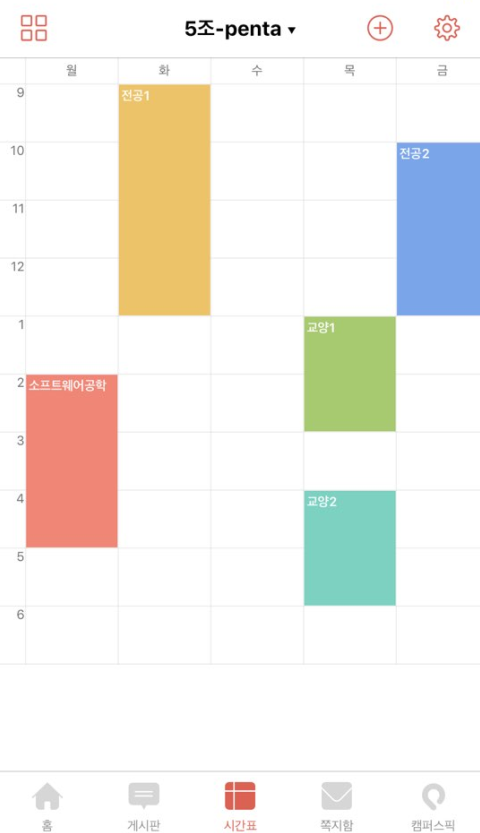 5조-penta ▼
월 화 수 목 금
9
전공1
10
전공2
11
12
1
교양1
2
소프트웨어공학
3
4
교양2
5
6
홈 게시판 시간표 쪽지함 캠퍼스픽